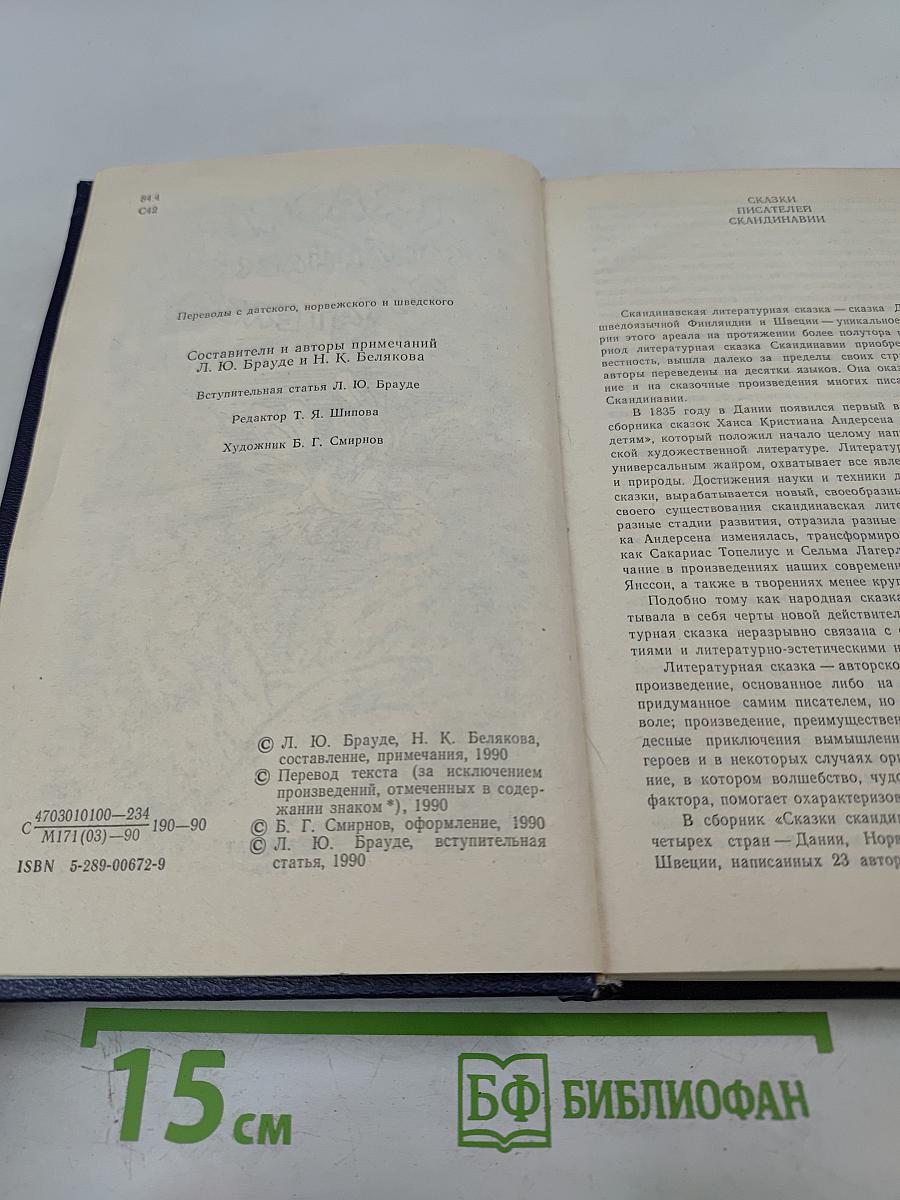 84.4
С42
Переводы с датского, норвежского и шведского
Составители и авторы примечаний
Л. Ю. Брауде и Н. К. Белякова
Вступительная статья Л. Ю. Брауде
Редактор Т. Я. Шипова
Художник Б. Г. Смирнов
© Л. Ю. Брауде, Н. К. Белякова,
составление, примечания, 1990
© Перевод текста (за исключением
произведений, отмеченных в содер-
жании знаком *), 1990
© Б. Г. Смирнов, оформление, 1990
© Л. Ю. Брауде, вступительная
статья, 1990
С 4703010100—234
М171(03)—90 190—90
ISBN 5-289-00672-9
СКАЗКИ
ПИСАТЕЛЕЙ
СКАНДИНАВИИ
Скандинавская литературная сказка — сказка Д
шведоязычной Финляндии и Швеции — уникальное
рии этого ареала на протяжении более полутора
риод литературная сказка Скандинавии приобре
вестность, вышла далеко за пределы своих стр
авторы переведены на десятки языков. Она оказ
ние и на сказочные произведения многих писа
Скандинавии.
В 1835 году в Дании появился первый в
сборника сказок Ханса Кристиана Андерсена
детям», который положил начало целому нап
ской художественной литературе. Литератур
универсальным жанром, охватывает все явле
и природы. Достижения науки и техники д
сказки, вырабатывается новый, своеобразны
своего существования скандинавская лите
разные стадии развития, отразила разные
ка Андерсена изменялась, трансформиро
как Сакариас Топелиус и Сельма Лагерл
чание в произведениях наших современн
Янссон, а также в творениях менее круп
Подобно тому как народная сказка
тывала в себя черты новой действител
турная сказка неразрывно связана с
тиями и литературно-эстетическими н
Литературная сказка — авторско
произведение, основанное либо на
придуманное самим писателем, но
воле; произведение, преимуществен
десные приключения вымышленн
героев и в некоторых случаях ори
ние, в котором волшебство, чудо
фактора, помогает охарактеризов
В сборник «Сказки скандин
четырех стран — Дании, Норв
Швеции, написанных 23 автор
15 см
БФ БИБЛИОФАН